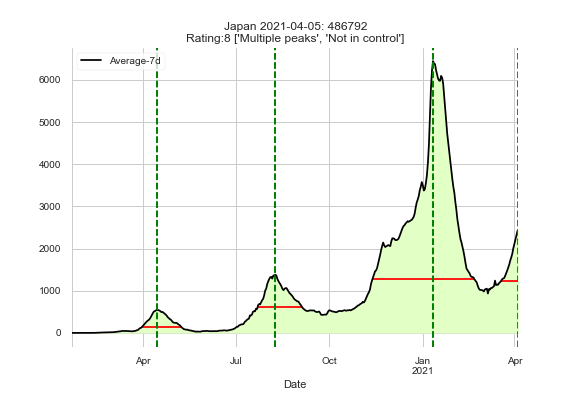 Japan 2021-04-05: 486792
Rating:8 ['Multiple peaks', 'Not in control']
Average-7d
6000
5000
4000
3000
2000
1000
0
Apr
Jul
Oct
Jan
2021
Apr
Date